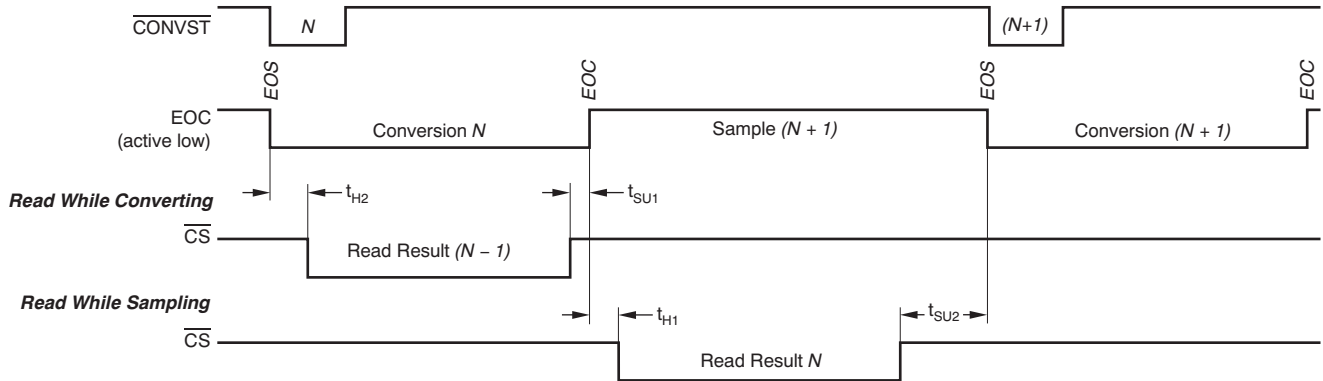 CONVST
N
(N+1)
EOS
EOC
EOS
EOC
EOC
(active low)
Conversion N
Sample (N + 1)
Conversion (N + 1)
Read While Converting
tH2
tSU1
CS
Read Result (N − 1)
Read While Sampling
tH1
tSU2
CS
Read Result N